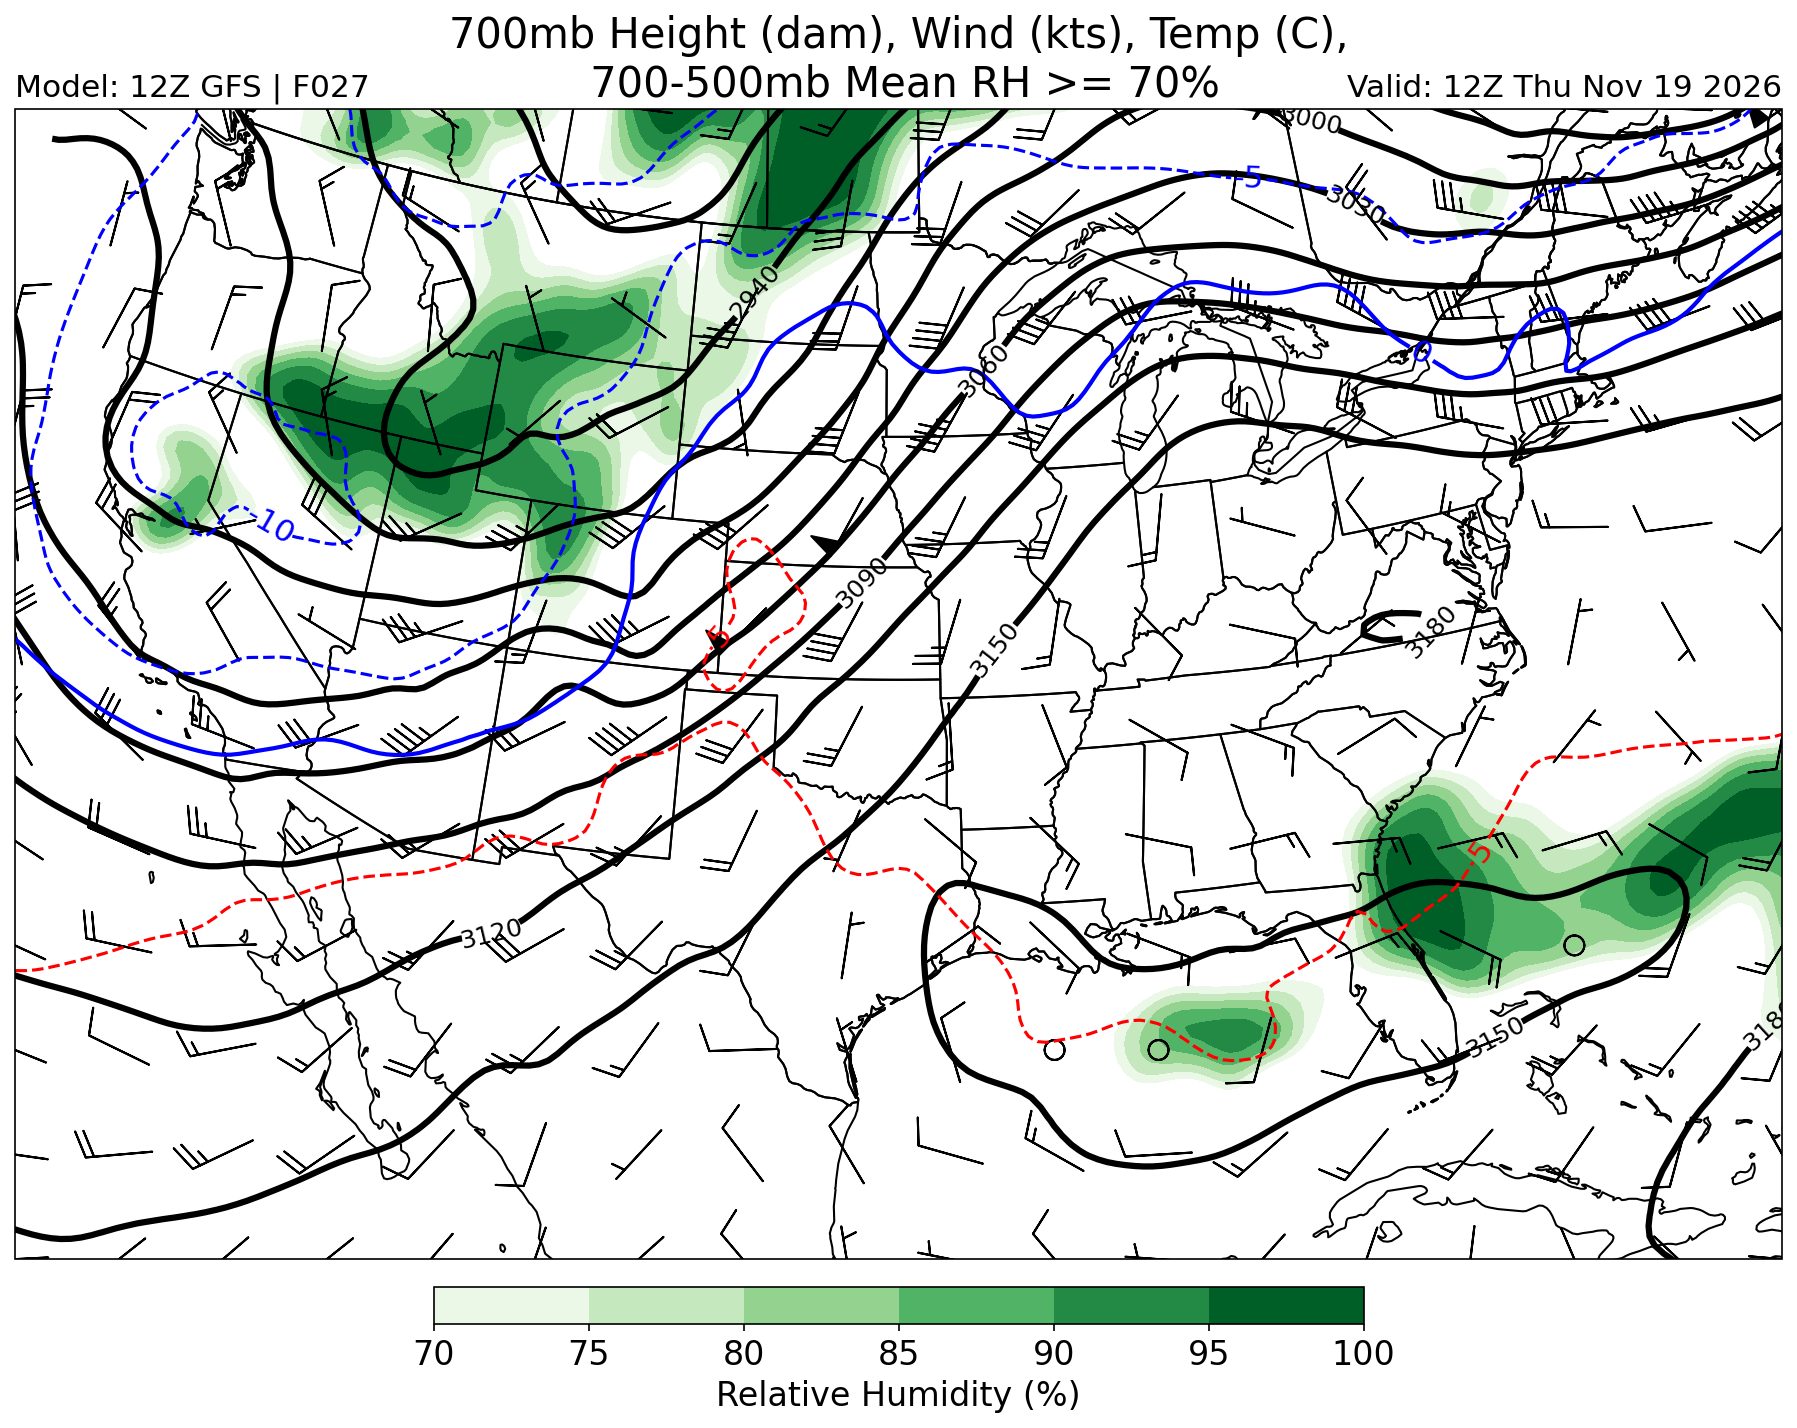 700mb Height (dam), Wind (kts), Temp (C),
700-500mb Mean RH >= 70%
Model: 12Z GFS | F027
Valid: 12Z Thu Nov 19 2026
3000
-5
3030
2940
0
3060
-10
3090
5
3180
3150
5
3120
3150
3180
70 75 80 85 90 95 100
Relative Humidity (%)